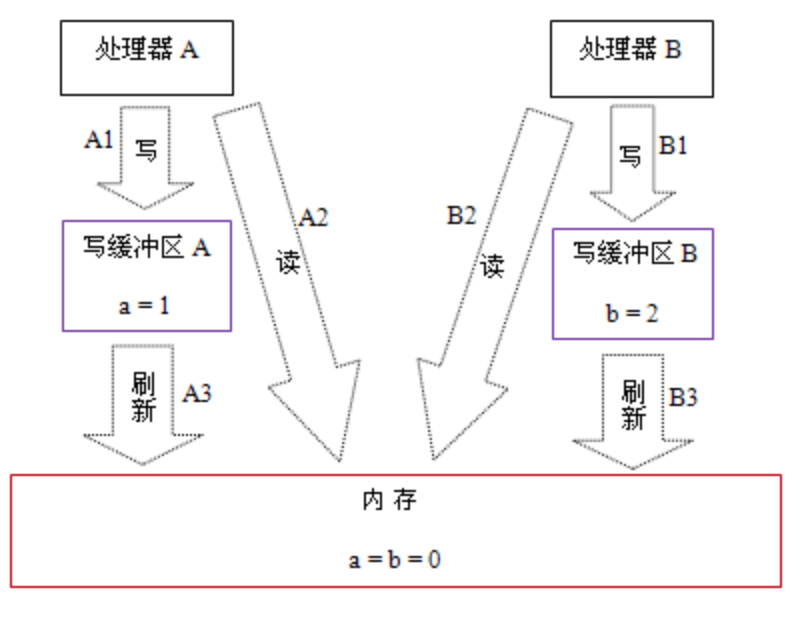 处理器 A
处理器 B
A1
写
写
B1
A2
B2
读
读
写缓冲区 A
a = 1
写缓冲区 B
b = 2
刷新
A3
刷新
B3
内 存
a = b = 0